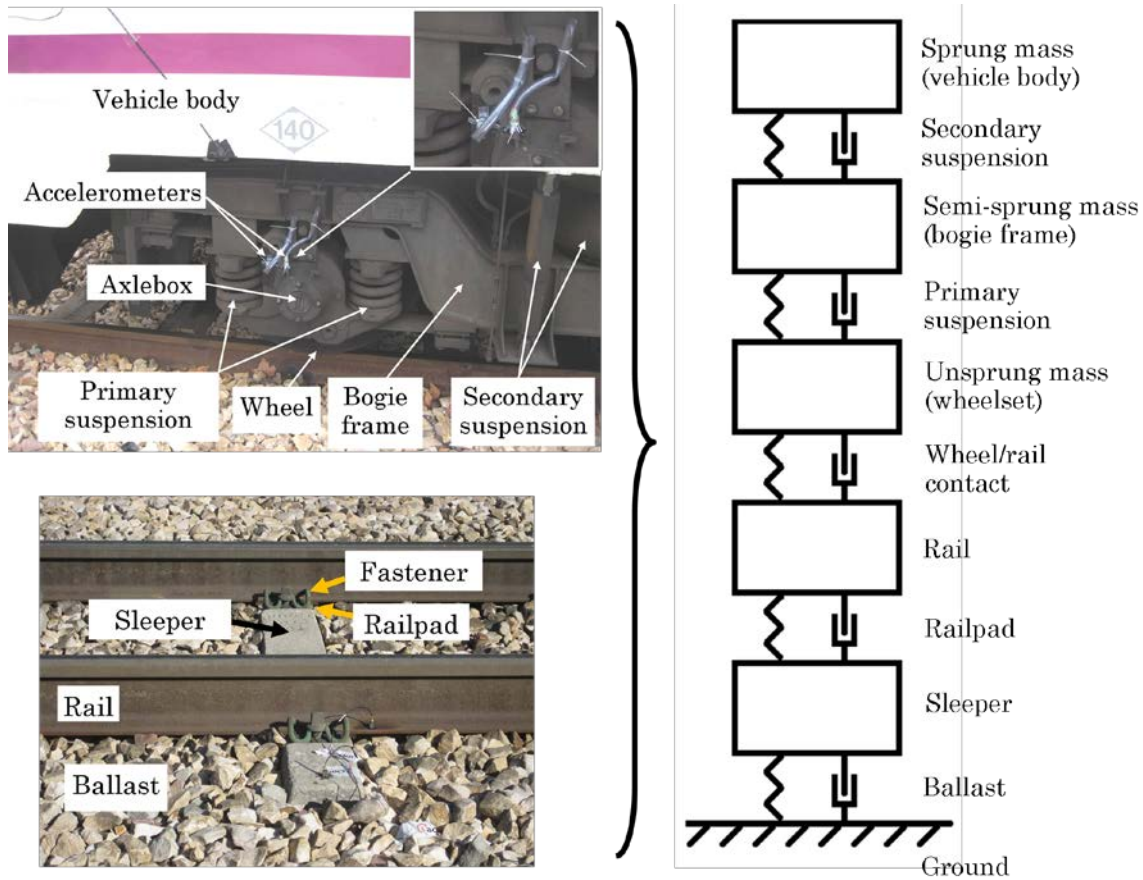 Vehicle body
140
Accelerometers
Axlebox
Primary
suspension
Wheel
Bogie
frame
Secondary
suspension
Fastener
Sleeper
Railpad
Rail
Ballast
Sprung mass
(vehicle body)
Secondary
suspension
Semi-sprung mass
(bogie frame)
Primary
suspension
Unsprung mass
(wheelset)
Wheel/rail
contact
Rail
Railpad
Sleeper
Ballast
Ground